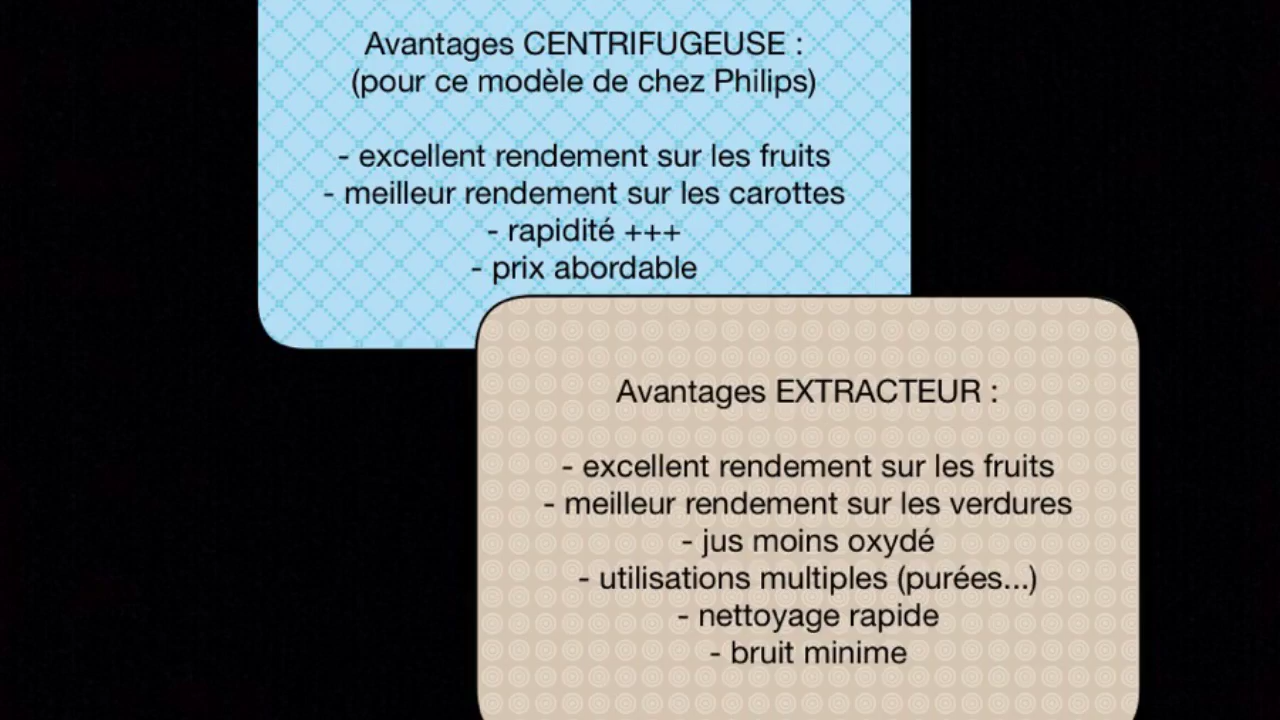 Avantages CENTRIFUGEUSE :
(pour ce modèle de chez Philips)
- excellent rendement sur les fruits
- meilleur rendement sur les carottes
- rapidité +++
- prix abordable
Avantages EXTRACTEUR :
- excellent rendement sur les fruits
- meilleur rendement sur les verdures
- jus moins oxydé
- utilisations multiples (purées...)
- nettoyage rapide
- bruit minime